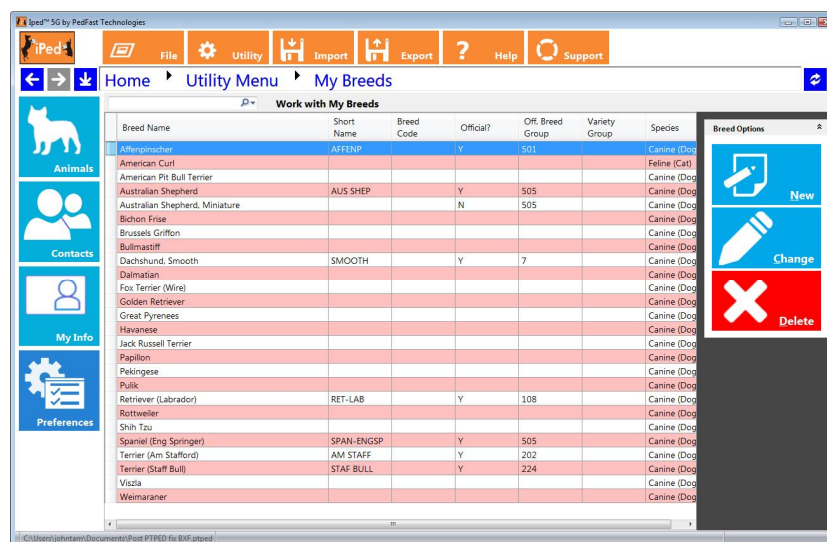 Iped™ 5G by PedFast Technologies
iPed
File
Utility
Import
Export
? Help
Support
Home Utility Menu My Breeds
Work with My Breeds
Breed Name Short Name Breed Code Official? Off. Breed Group Variety Group Species
Affenpinscher AFFENP Y 501 Canine (Dog
American Curl Feline (Cat)
American Pit Bull Terrier Canine (Dog
Australian Shepherd AUS SHEP Y 505 Canine (Dog
Australian Shepherd, Miniature N 505 Canine (Dog
Bichon Frise Canine (Dog
Brussels Griffon Canine (Dog
Bullmastiff Canine (Dog
Dachshund, Smooth SMOOTH Y 7 Canine (Dog
Dalmatian Canine (Dog
Fox Terrier (Wire) Canine (Dog
Golden Retriever Canine (Dog
Great Pyrenees Canine (Dog
Havanese Canine (Dog
Jack Russell Terrier Canine (Dog
Papillon Canine (Dog
Pekingese Canine (Dog
Pulik Canine (Dog
Retriever (Labrador) RET-LAB Y 108 Canine (Dog
Rottweiler Canine (Dog
Shih Tzu Canine (Dog
Spaniel (Eng Springer) SPAN-ENGSP Y 505 Canine (Dog
Terrier (Am Stafford) AM STAFF Y 202 Canine (Dog
Terrier (Staff Bull) STAF BULL Y 224 Canine (Dog
Viszla Canine (Dog
Weimaraner Canine (Dog
Animals
Contacts
My Info
Preferences
Breed Options
New
Change
Delete
C:\Users\johntam\Documents\Post PTPED fix BXF.ptped